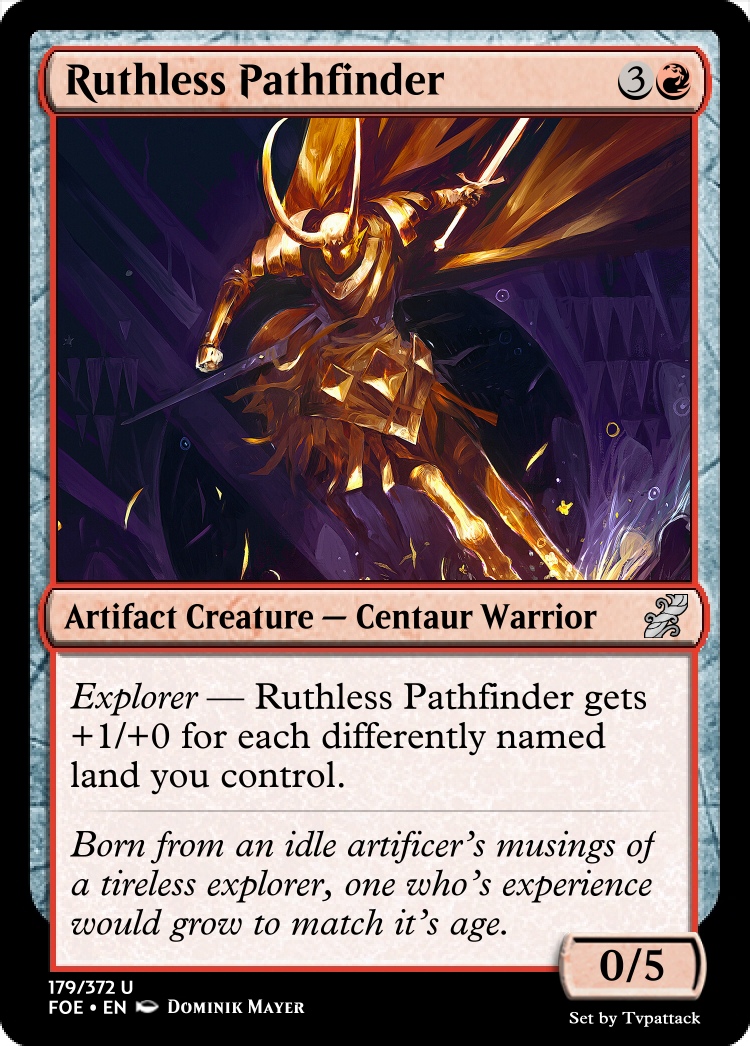 Ruthless Pathfinder 3
Artifact Creature — Centaur Warrior
Explorer — Ruthless Pathfinder gets
+1/+0 for each differently named
land you control.
Born from an idle artificer's musings of
a tireless explorer, one who's experience
would grow to match it's age.
0/5
179/372 U
FOE • EN Dominik Mayer
Set by Tvpattack